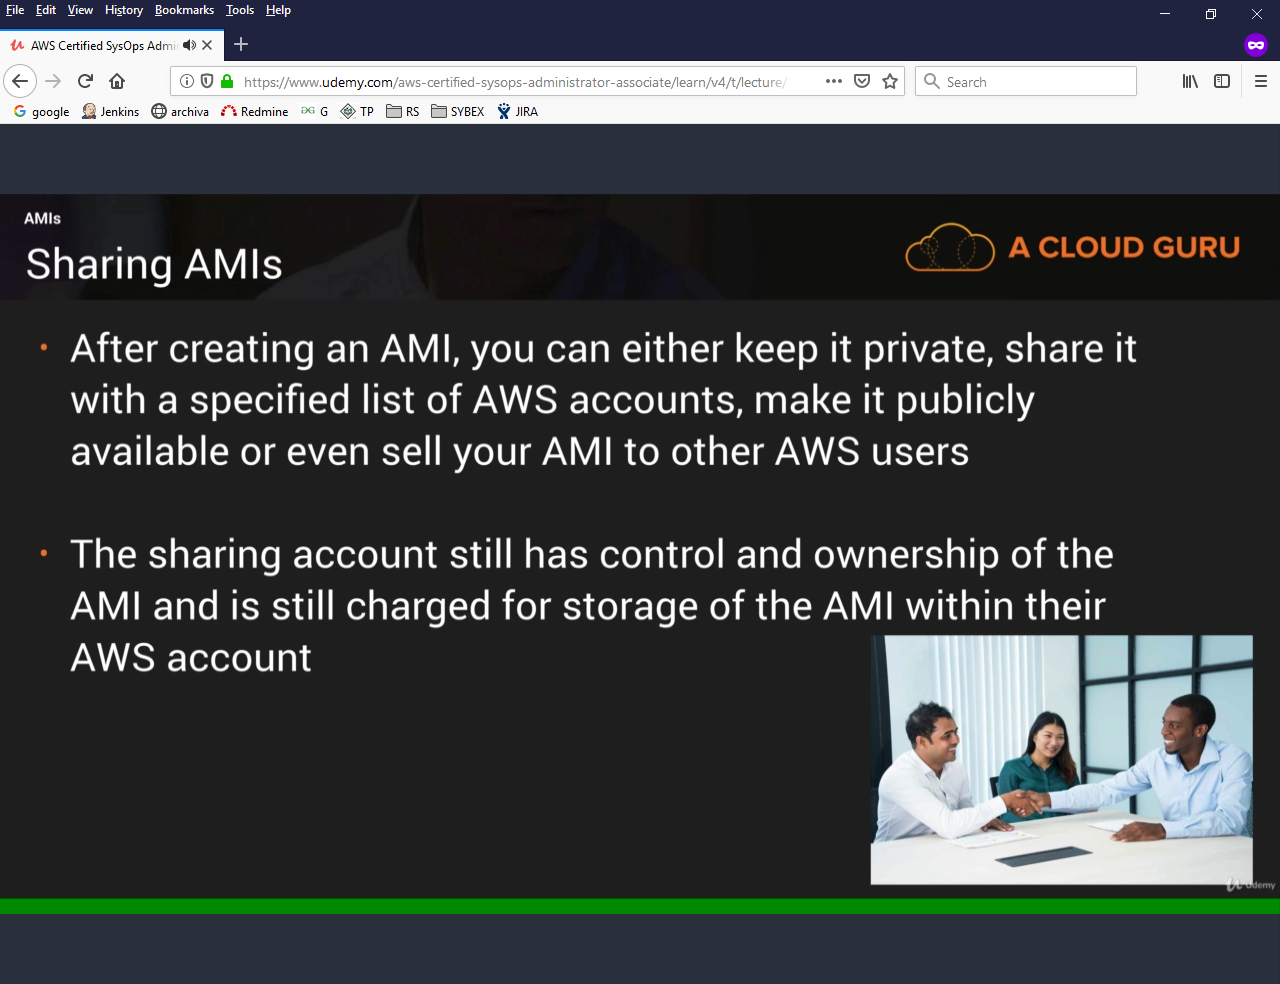 File Edit View History Bookmarks Tools Help
AWS Certified SysOps Admi
https://www.udemy.com/aws-certified-sysops-administrator-associate/learn/v4/t/lecture/
Search
google Jenkins archiva Redmine G TP RS SYBEX JIRA
AMIs
Sharing AMIs
A CLOUD GURU
• After creating an AMI, you can either keep it private, share it
with a specified list of AWS accounts, make it publicly
available or even sell your AMI to other AWS users
• The sharing account still has control and ownership of the
AMI and is still charged for storage of the AMI within their
AWS account
Udemy